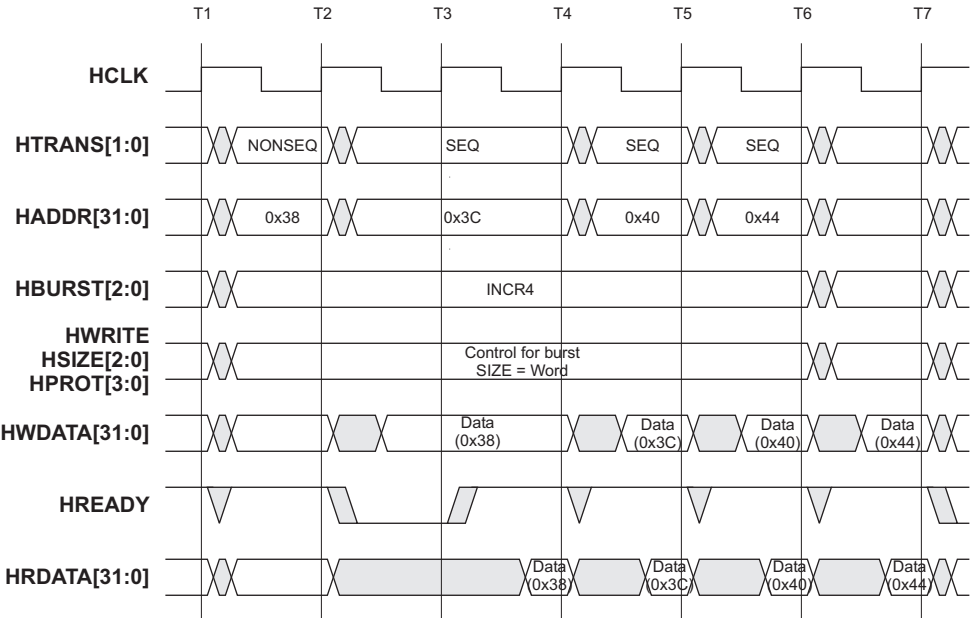 T1 T2 T3 T4 T5 T6 T7
HCLK
HTRANS[1:0] NONSEQ SEQ SEQ SEQ
HADDR[31:0] 0x38 0x3C 0x40 0x44
HBURST[2:0] INCR4
HWRITE
HSIZE[2:0]
HPROT[3:0]
Control for burst
SIZE = Word
HWDATA[31:0]
Data
(0x38)
Data
(0x3C)
Data
(0x40)
Data
(0x44)
HREADY
HRDATA[31:0]
Data
(0x38)
Data
(0x3C)
Data
(0x40)
Data
(0x44)